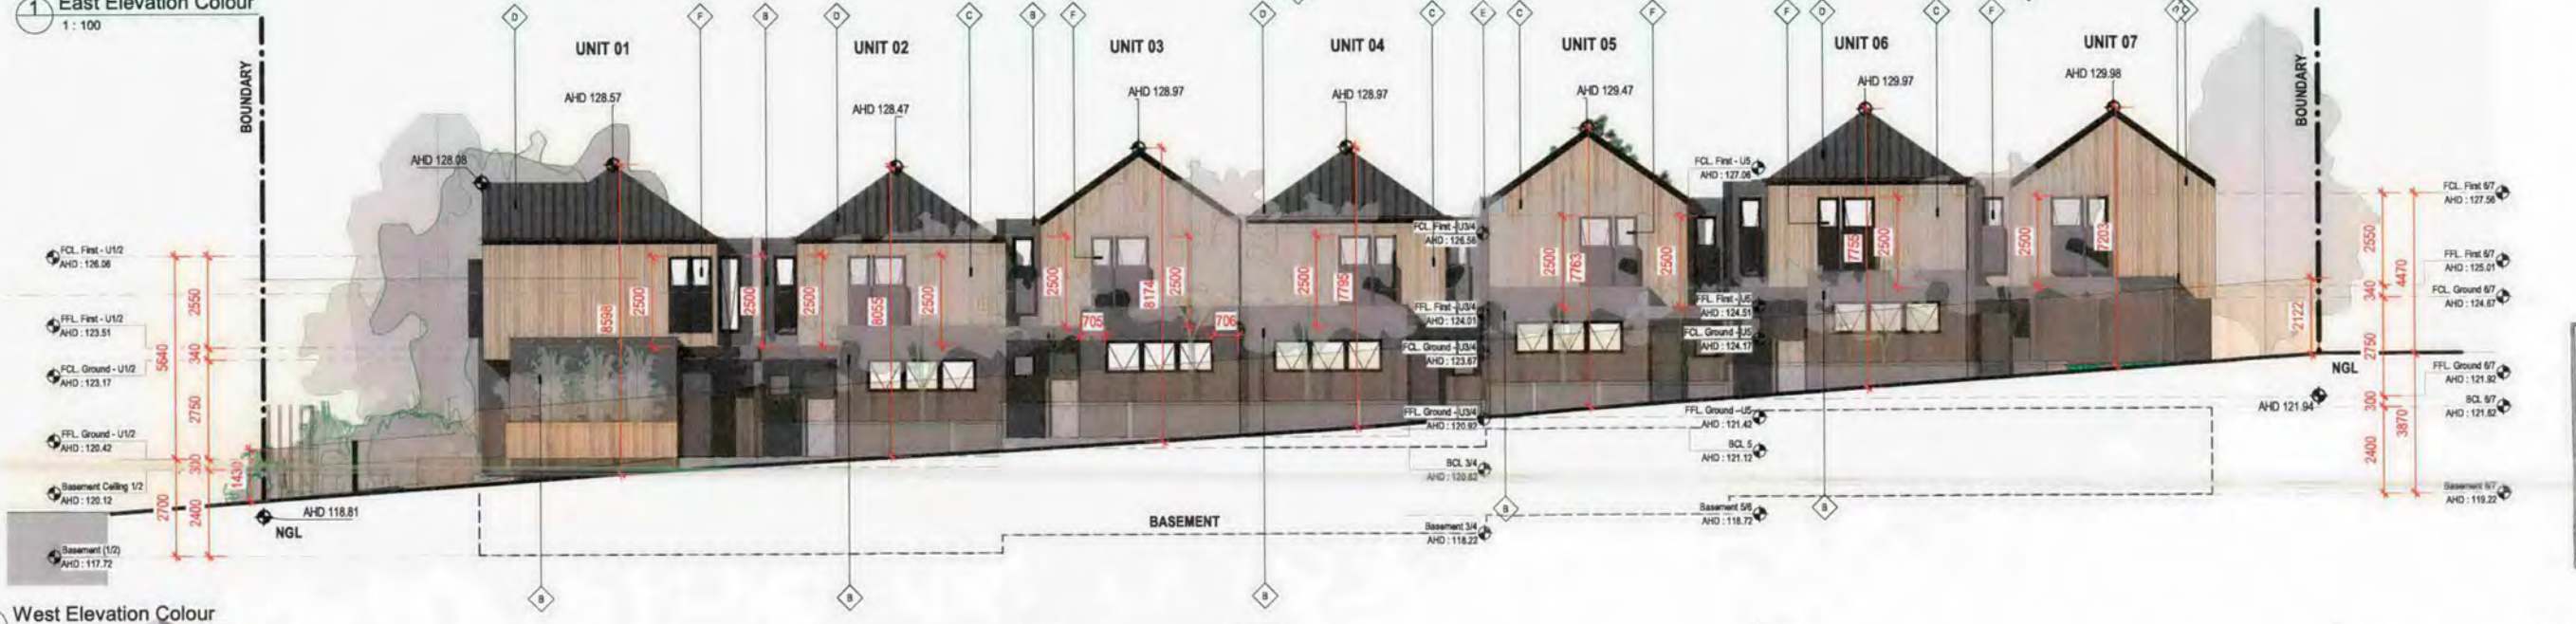 1
East Elevation Colour
1 : 100
D
F
B
D
C
B
F
D
C
E
C
F
F
D
C
F
UNIT 01
UNIT 02
UNIT 03
UNIT 04
UNIT 05
UNIT 06
UNIT 07
BOUNDARY
BOUNDARY
AHD 128.08
AHD 128.57
AHD 128.47
AHD 128.97
AHD 128.97
AHD 129.47
AHD 129.97
AHD 129.98
FCL. First - U1/2
AHD : 126.06
FFL. First - U1/2
AHD : 123.51
FCL. Ground - U1/2
AHD : 123.17
FFL. Ground - U1/2
AHD : 120.42
Basement Ceiling 1/2
AHD : 120.12
Basement (1/2)
AHD : 117.72
5640
2700
2550
340
2750
300
2400
1430
AHD 118.81
NGL
8598
2500
2500
2500
8055
2500
2500
705
8174
2500
706
2500
7795
FCL. First - U3/4
AHD : 126.56
FFL. First - U3/4
AHD : 124.01
FCL. Ground - U3/4
AHD : 123.67
FFL. Ground - U3/4
AHD : 120.92
BCL 3/4
AHD : 120.62
Basement 3/4
AHD : 118.22
2500
7763
2500
FCL. First - U5
AHD : 127.06
FFL. First - U5
AHD : 124.51
FCL. Ground - U5
AHD : 124.17
FFL. Ground - U5
AHD : 121.42
BCL 5
AHD : 121.12
Basement 5/6
AHD : 118.72
7755
2500
2500
7203
2122
NGL
AHD 121.94
2550
340
2750
300
2400
4470
3870
FCL. First 6/7
AHD : 127.56
FFL. First 6/7
AHD : 125.01
FCL. Ground 6/7
AHD : 124.67
FFL. Ground 6/7
AHD : 121.92
BCL 6/7
AHD : 121.62
Basement 6/7
AHD : 119.22
BASEMENT
B
B
B
B
B
West Elevation Colour